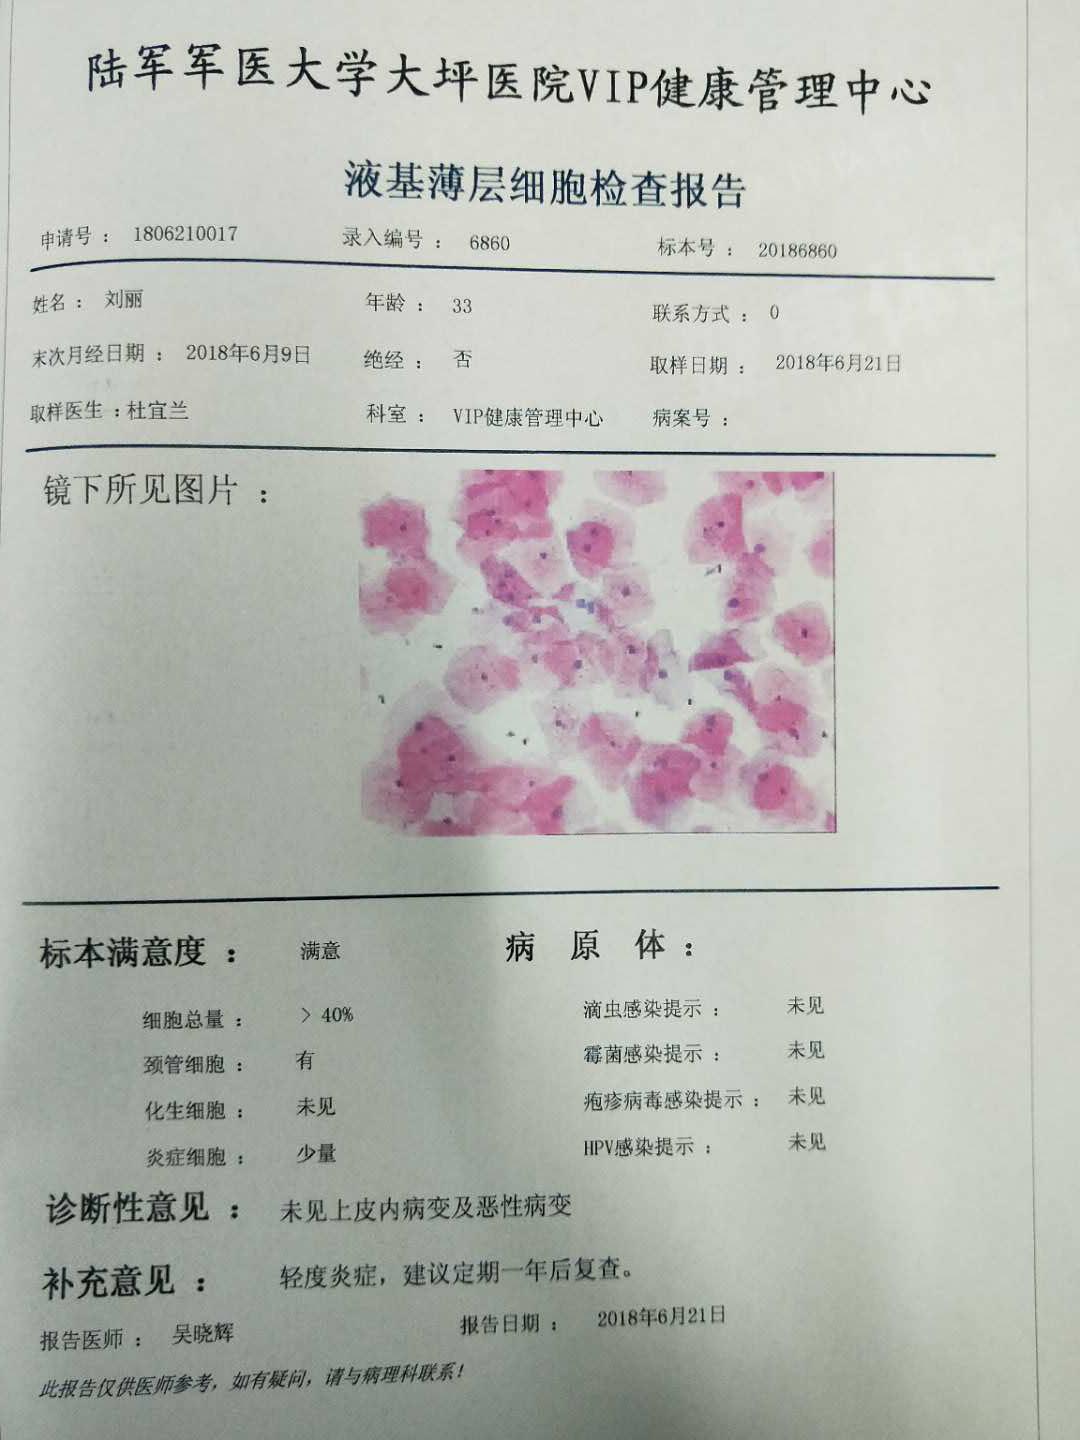 陆军军医大学大坪医院VIP健康管理中心
液基薄层细胞检查报告
申请号： 1806210017 录入编号： 6860 标本号： 20186860
姓名： 刘丽 年龄： 33 联系方式： 0
末次月经日期： 2018年6月9日 绝经： 否 取样日期： 2018年6月21日
取样医生：杜宜兰 科室： VIP健康管理中心 病案号：
镜下所见图片：
标本满意度： 满意 病 原 体：
细胞总量： > 40% 滴虫感染提示： 未见
颈管细胞： 有 霉菌感染提示： 未见
化生细胞： 未见 疱疹病毒感染提示： 未见
炎症细胞： 少量 HPV感染提示： 未见
诊断性意见： 未见上皮内病变及恶性病变
补充意见： 轻度炎症，建议定期一年后复查。
报告医师： 吴晓辉 报告日期： 2018年6月21日
此报告仅供医师参考，如有疑问，请与病理科联系！